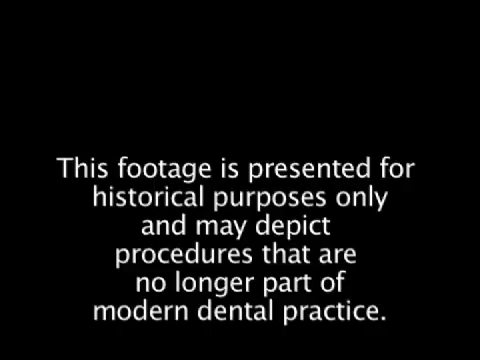 This footage is presented for
historical purposes only
and may depict
procedures that are
no longer part of
modern dental practice.